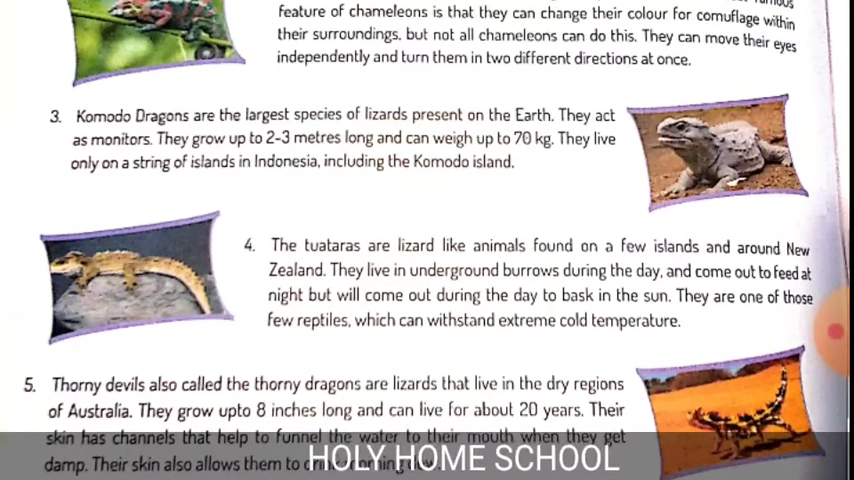 feature of chameleons is that they can change their colour for comuflage within
their surroundings, but not all chameleons can do this. They can move their eyes
independently and turn them in two different directions at once.
3. Komodo Dragons are the largest species of lizards present on the Earth. They act
as monitors. They grow up to 2-3 metres long and can weigh up to 70 kg. They live
only on a string of islands in Indonesia, including the Komodo island.
4. The tuataras are lizard like animals found on a few islands and around New
Zealand. They live in underground burrows during the day, and come out to feed at
night but will come out during the day to bask in the sun. They are one of those
few reptiles, which can withstand extreme cold temperature.
5. Thorny devils also called the thorny dragons are lizards that live in the dry regions
of Australia. They grow upto 8 inches long and can live for about 20 years. Their
skin has channels that help to funnel the water to their mouth when they get
damp. Their skin also allows them to
HOLY HOME SCHOOL